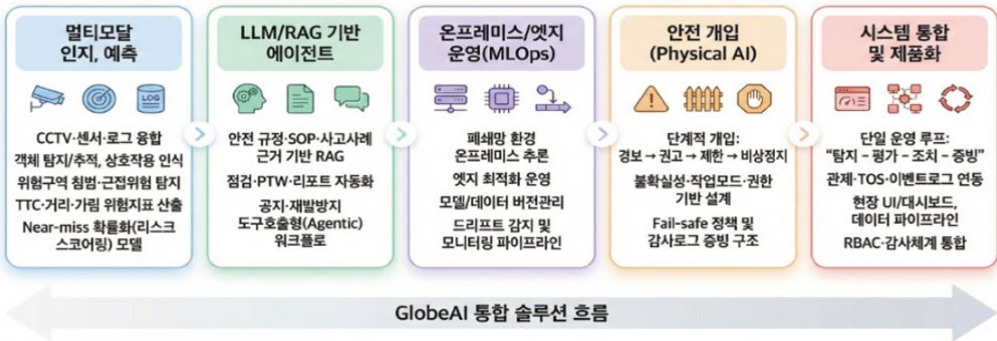 멀티모달
인지, 예측
LOG
CCTV·센서·로그 융합
객체 탐지/추적, 상호작용 인식
위험구역 침범·근접위험 탐지
TTC·거리·가림 위험지표 산출
Near-miss 확률화(리스크
스코어링) 모델
LLM/RAG 기반
에이전트
안전 규정·SOP·사고사례
근거 기반 RAG
점검·PTW·리포트 자동화
공지·재발방지
도구호출형(Agentic)
워크플로
온프레미스/엣지
운영(MLOps)
폐쇄망 환경
온프레미스 추론
엣지 최적화 운영
모델/데이터 버전관리
드리프트 감지 및
모니터링 파이프라인
안전 개입
(Physical AI)
단계적 개입:
경보 → 권고 → 제한 → 비상정지
불확실성·작업모드·권한
기반 설계
Fail-safe 정책 및
감사로그 증빙 구조
시스템 통합
및 제품화
단일 운영 루프:
“탐지 – 평가 – 조치 – 증빙”
관제·TOS·이벤트로그 연동
현장 UI/대시보드,
데이터 파이프라인
RBAC·감사체계 통합
GlobeAI 통합 솔루션 흐름